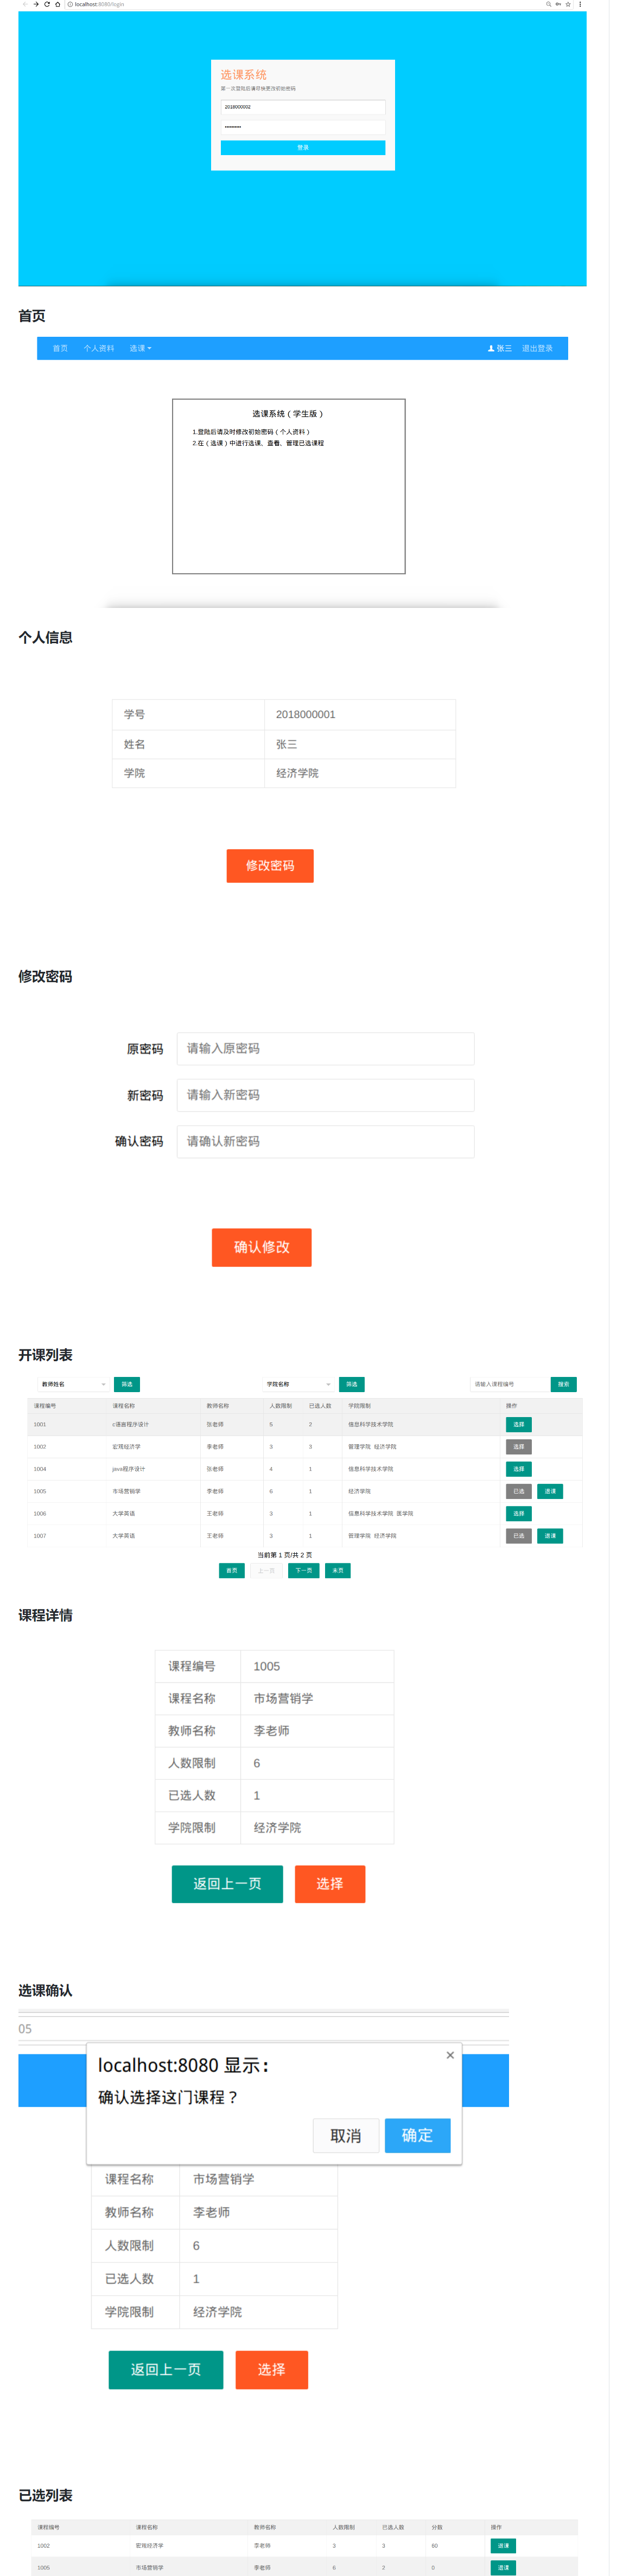 localhost:8080/login
选课系统
第一次登陆后请尽快更改初始密码
2018000002
•••••••••
登录
首页
首页 个人资料 选课 张三 退出登录
选课系统（学生版）
1.登陆后请及时修改初始密码（个人资料）
2.在（选课）中进行选课、直看、管理已选课程
个人信息
学号 2018000001
姓名 张三
学院 经济学院
修改密码
修改密码
原密码 请输入原密码
新密码 请输入新密码
确认密码 请确认新密码
确认修改
开课列表
教师姓名 筛选 学院名称 筛选 请输入课程编号 搜索
课程编号 课程名称 教师名称 人数限制 已选人数 学院限制 操作
1001 c语言程序设计 张老师 5 2 信息科学技术学院 选择
1002 宏观经济学 李老师 3 3 管理学院 经济学院 选择
1004 java程序设计 张老师 4 1 信息科学技术学院 选择
1005 市场营销学 李老师 6 1 经济学院 已选 退课
1006 大学英语 王老师 3 1 信息科学技术学院 医学院 选择
1007 大学英语 王老师 3 1 管理学院 经济学院 已选 退课
当前第 1 页/共 2 页
首页 上一页 下一页 末页
课程详情
课程编号 1005
课程名称 市场营销学
教师名称 李老师
人数限制 6
已选人数 1
学院限制 经济学院
返回上一页 选择
选课确认
05
localhost:8080 显示：
×
确认选择这门课程？
取消 确定
课程名称 市场营销学
教师名称 李老师
人数限制 6
已选人数 1
学院限制 经济学院
返回上一页 选择
已选列表
课程编号 课程名称 教师名称 人数限制 已选人数 分数 操作
1002 宏观经济学 李老师 3 3 60 退课
1005 市场营销学 李老师 6 2 0 退课